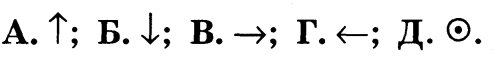 А. ↑; Б. ↓; В. →; Г. ←; Д. ⊙.